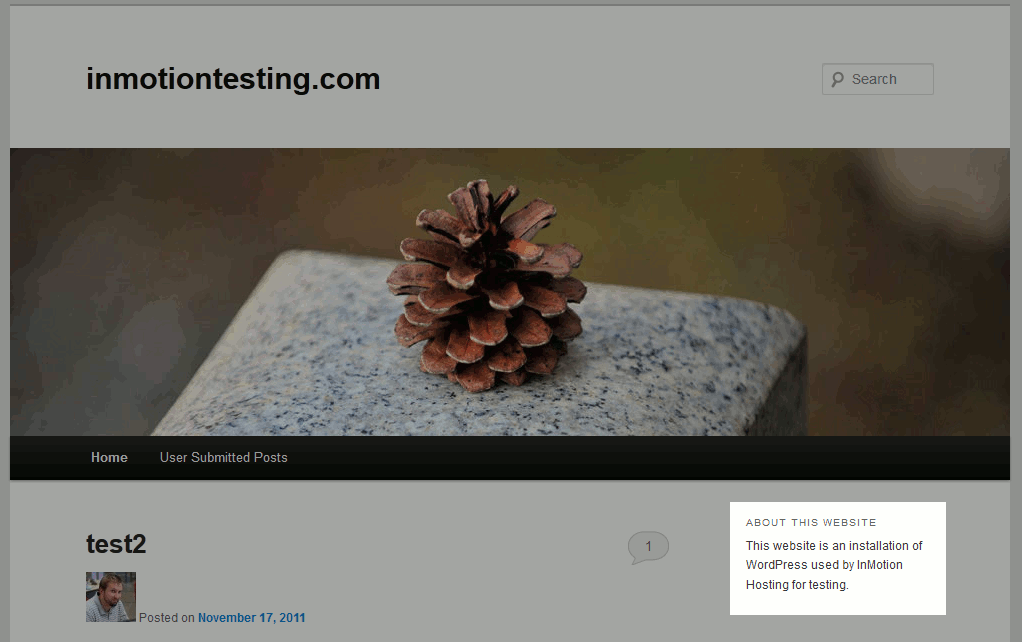 inmotiontesting.com
Search
Home User Submitted Posts
test2
1
Posted on November 17, 2011
ABOUT THIS WEBSITE
This website is an installation of
WordPress used by InMotion
Hosting for testing.